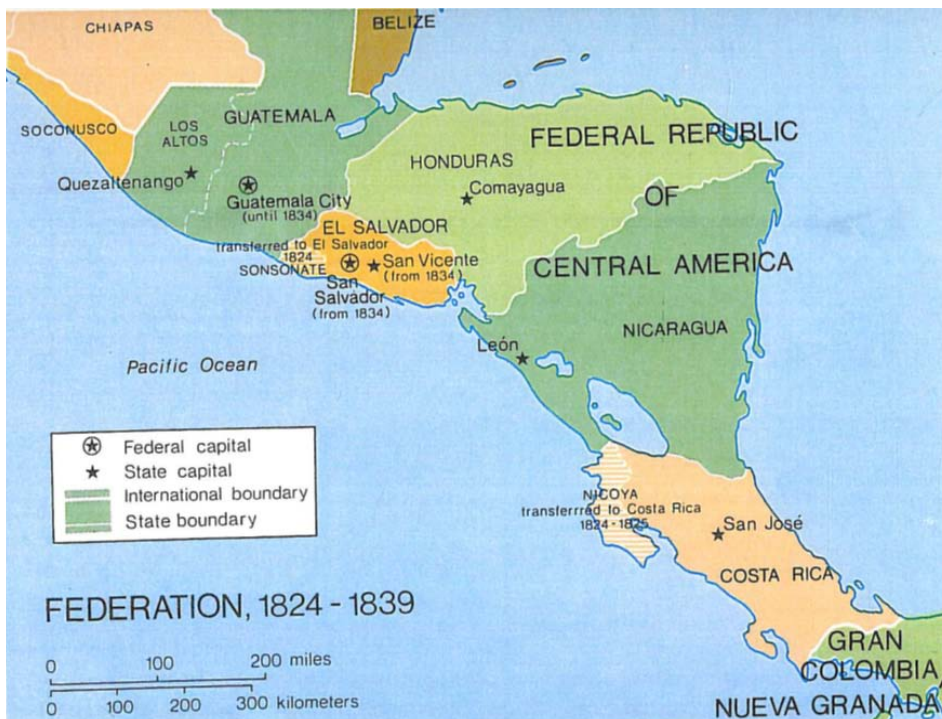 CHIAPAS
BELIZE
SOCONUSCO
LOS
ALTOS
GUATEMALA
Quezaltenango
Guatemala City
(until 1834)
FEDERAL REPUBLIC
OF
CENTRAL AMERICA
HONDURAS
Comayagua
EL SALVADOR
transferred to El Salvador
1824
SONSONATE
San Vicente
(from 1834)
San
Salvador
(from 1834)
NICARAGUA
León
Pacific Ocean
Federal capital
State capital
International boundary
State boundary
NICOYA
transferrred to Costa Rica
1824-1825
San José
COSTA RICA
FEDERATION, 1824-1839
0 100 200 miles
0 100 200 300 kilometers
GRAN
COLOMBIA,
NUEVA GRANADA